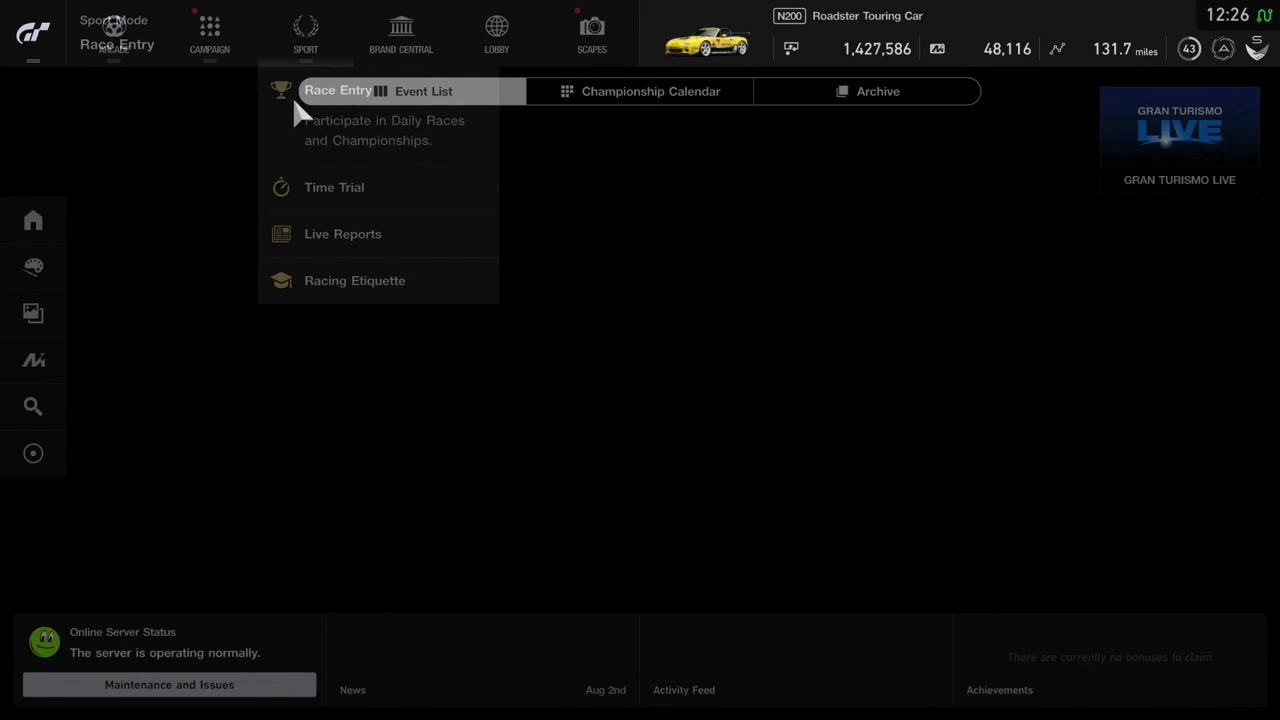 Sport Mode
Race Entry
ARCADE
CAMPAIGN
SPORT
BRAND CENTRAL
LOBBY
SCAPES
N200 Roadster Touring Car
12:26
1,427,586
48,116
131.7 miles
43
A
S
Race Entry
Event List
Championship Calendar
Archive
Participate in Daily Races
and Championships.
Time Trial
Live Reports
Racing Etiquette
GRAN TURISMO
LIVE
GRAN TURISMO LIVE
Online Server Status
The server is operating normally.
Maintenance and Issues
News
Aug 2nd
Activity Feed
There are currently no bonuses to claim
Achievements